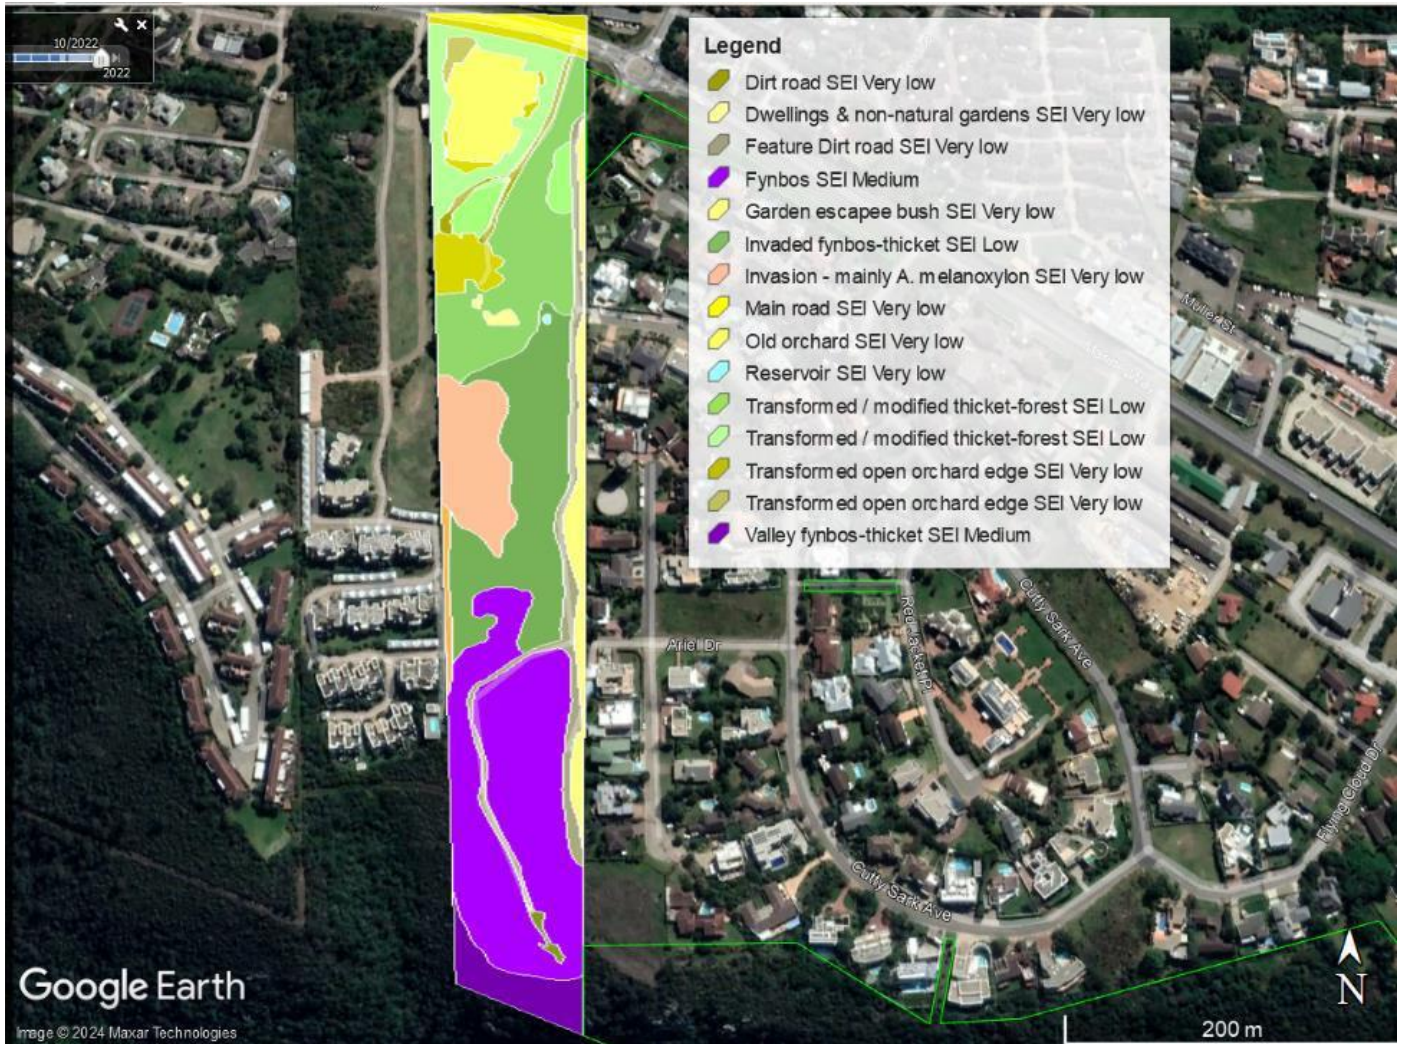 10/2022
2022
Legend
Dirt road SEI Very low
Dwellings & non-natural gardens SEI Very low
Feature Dirt road SEI Very low
Fynbos SEI Medium
Garden escapee bush SEI Very low
Invaded fynbos-thicket SEI Low
Invasion - mainly A. melanoxylon SEI Very low
Main road SEI Very low
Old orchard SEI Very low
Reservoir SEI Very low
Transformed / modified thicket-forest SEI Low
Transformed / modified thicket-forest SEI Low
Transformed open orchard edge SEI Very low
Transformed open orchard edge SEI Very low
Valley fynbos-thicket SEI Medium
Muller St
Cutty Sark Ave
Red Jacket Pl
Ariel Dr
Flying Cloud Dr
Cutty Sark Ave
Google Earth
N
Image © 2024 Maxar Technologies
200 m